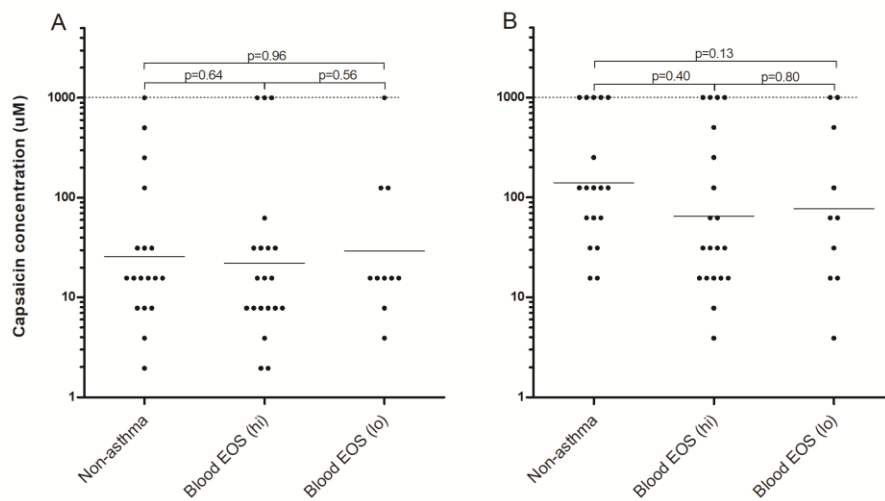 A
B
p=0.96
p=0.13
p=0.64
p=0.56
p=0.40
p=0.80
Capsaicin concentration (uM)
1000
100
10
1
1000
100
10
1
Non-asthma
Blood EOS (hi)
Blood EOS (lo)
Non-asthma
Blood EOS (hi)
Blood EOS (lo)